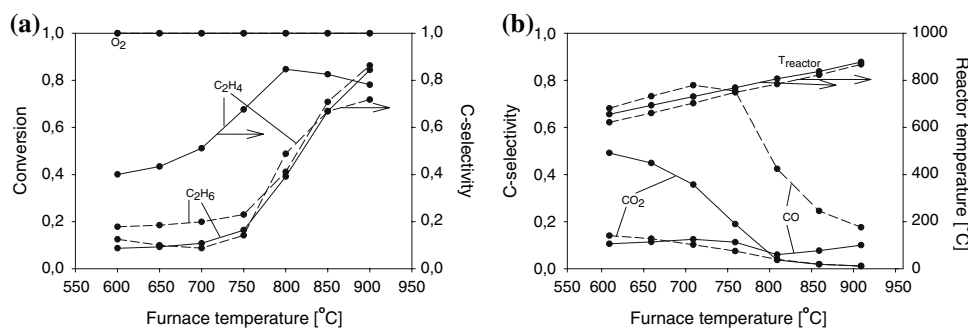 (a)
1,0
0,8
0,6
0,4
0,2
0,0
Conversion
O2
C2H4
C2H6
1,0
0,8
0,6
0,4
0,2
0,0
C-selectivity
550 600 650 700 750 800 850 900 950
Furnace temperature [°C]
(b)
1,0
0,8
0,6
0,4
0,2
0,0
C-selectivity
Treactor
CO2
CO
1000
800
600
400
200
0
Reactor temperature [°C]
550 600 650 700 750 800 850 900 950
Furnace temperature [°C]